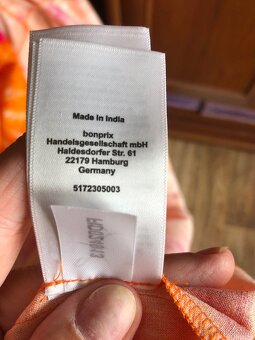 Made in India
bonprix
Handelsgesellschaft mbH
Haldesdorfer Str. 61
22179 Hamburg
Germany
5172305003